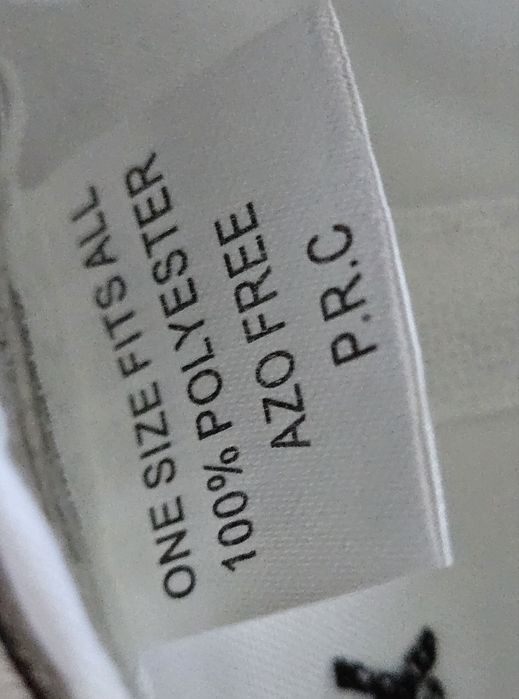 ONE SIZE FITS ALL
100% POLYESTER
AZO FREE
P.R.C